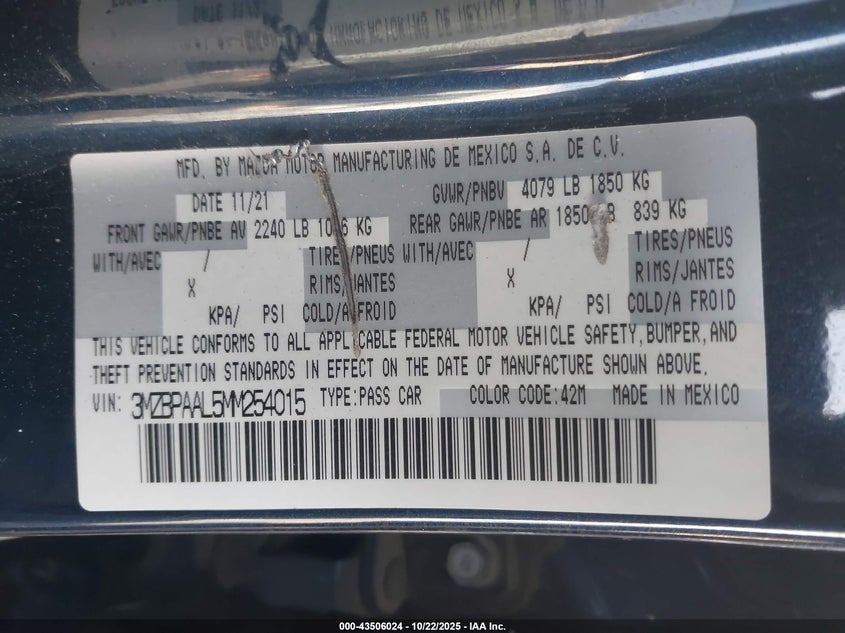 MFD. BY MAZDA MOTOR MANUFACTURING DE MEXICO S.A. DE C.V.
DATE 11/21 GVWR/PNBV 4079 LB 1850 KG
FRONT GAWR/PNBE AV 2240 LB 1016 KG REAR GAWR/PNBE AR 1850 LB 839 KG
WITH/AVEC / TIRES/PNEUS WITH/AVEC / TIRES/PNEUS
X RIMS/JANTES X RIMS/JANTES
KPA/ PSI COLD/A FROID KPA/ PSI COLD/A FROID
THIS VEHICLE CONFORMS TO ALL APPLICABLE FEDERAL MOTOR VEHICLE SAFETY, BUMPER, AND
THEFT PREVENTION STANDARDS IN EFFECT ON THE DATE OF MANUFACTURE SHOWN ABOVE.
VIN: 3MZBPAAL5MM254015 TYPE:PASS CAR COLOR CODE:42M MADE IN MEXICO
000-43506024 - 10/22/2025 - IAA Inc.